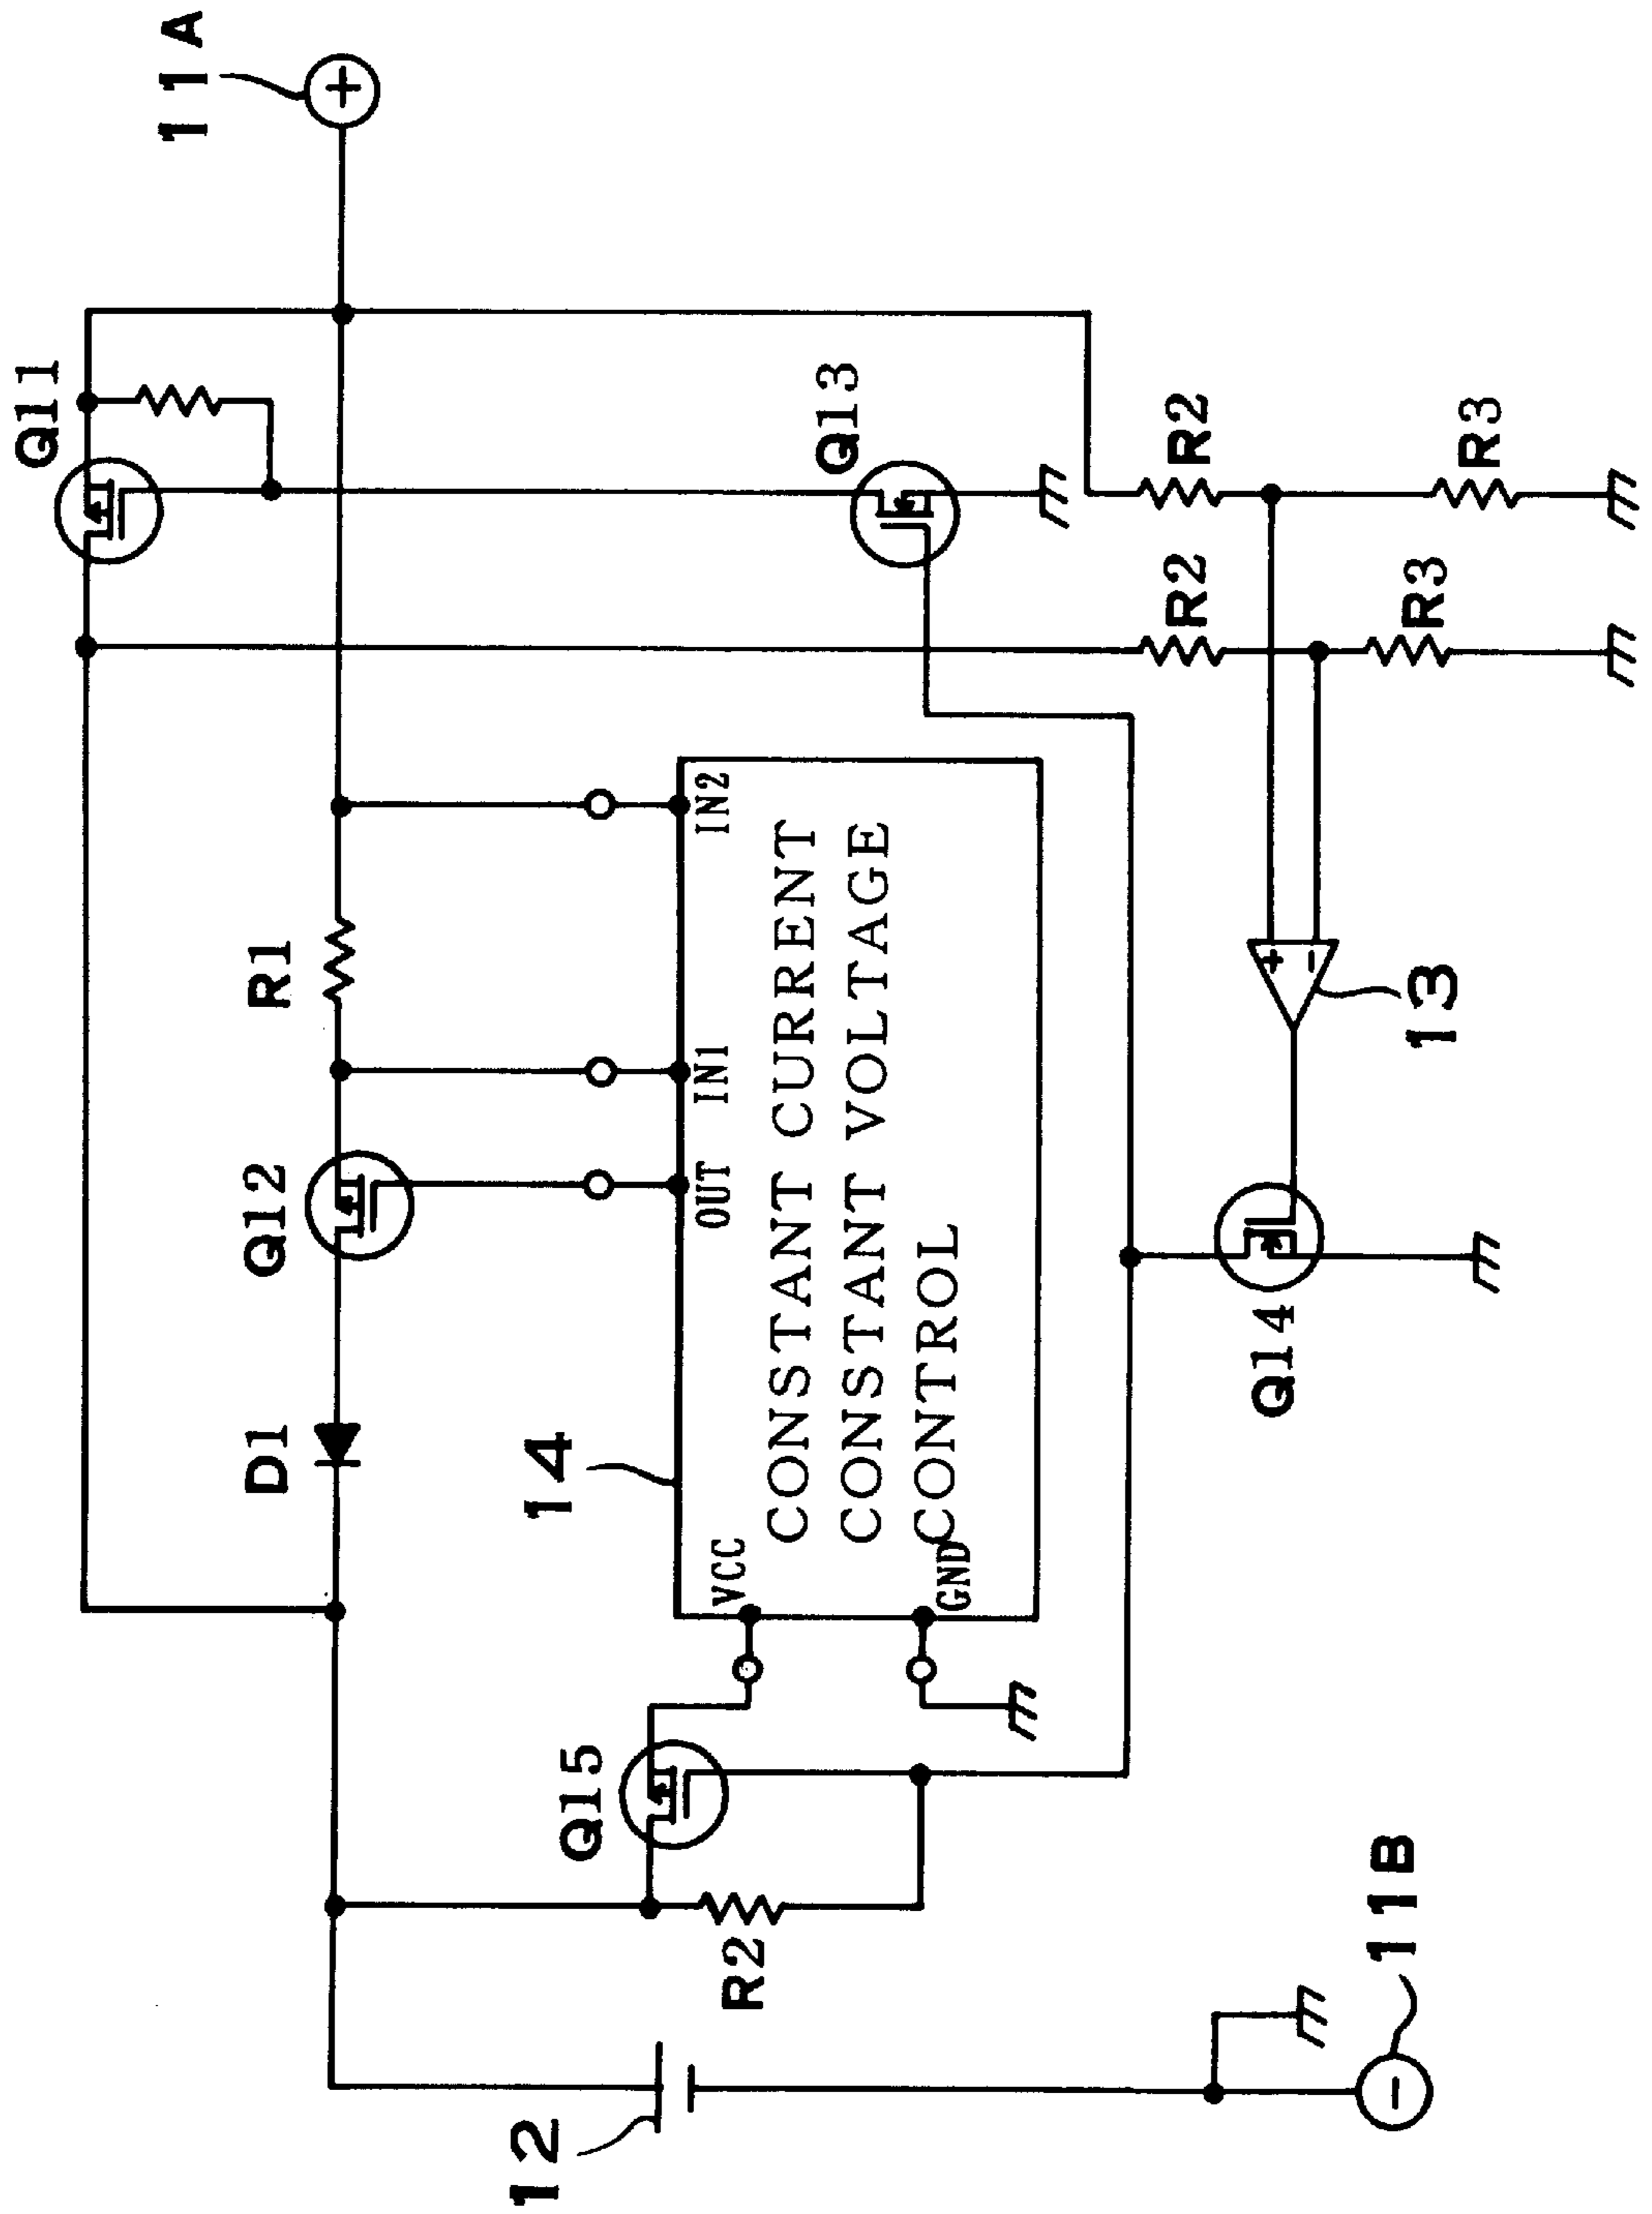 11A
+
Q11
Q13
R2
R3
R2
R3
R1
Q12
D1
14
IN2
IN1
OUT
VCC
GND
CONSTANT CURRENT
CONSTANT VOLTAGE
CONTROL
+
−
13
Q14
Q15
R2
12
11B
−